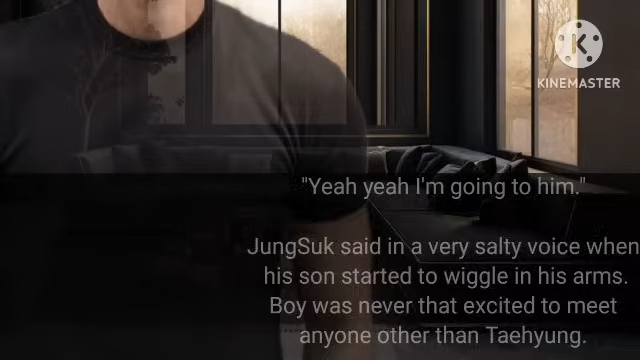 KINEMASTER
"Yeah yeah I'm going to him."
JungSuk said in a very salty voice when
his son started to wiggle in his arms.
Boy was never that excited to meet
anyone other than Taehyung.